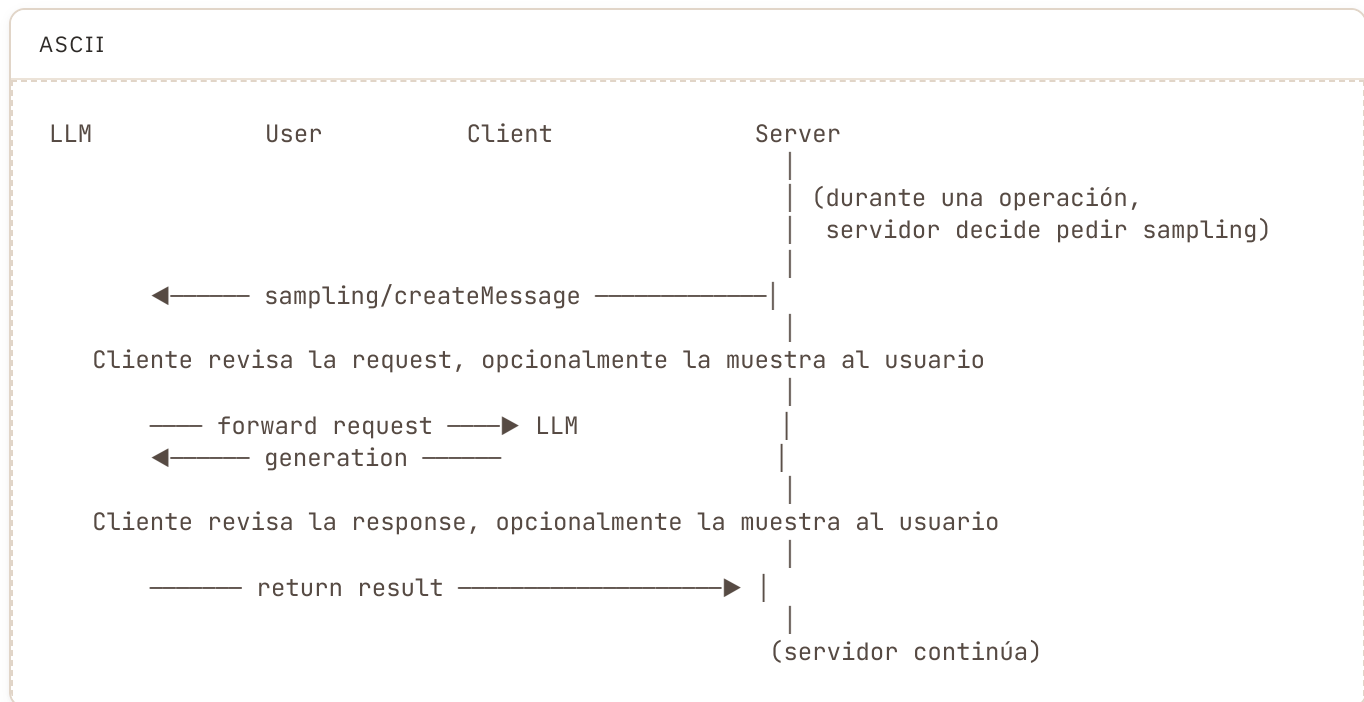 ASCII
LLM User Client Server
│
│ (durante una operación,
│ servidor decide pedir sampling)
│
◀────── sampling/createMessage ─────────────│
│
Cliente revisa la request, opcionalmente la muestra al usuario
│
──── forward request ────▶ LLM │
◀────── generation ────── │
│
Cliente revisa la response, opcionalmente la muestra al usuario
│
─────── return result ────────────────────▶ │
│
(servidor continúa)